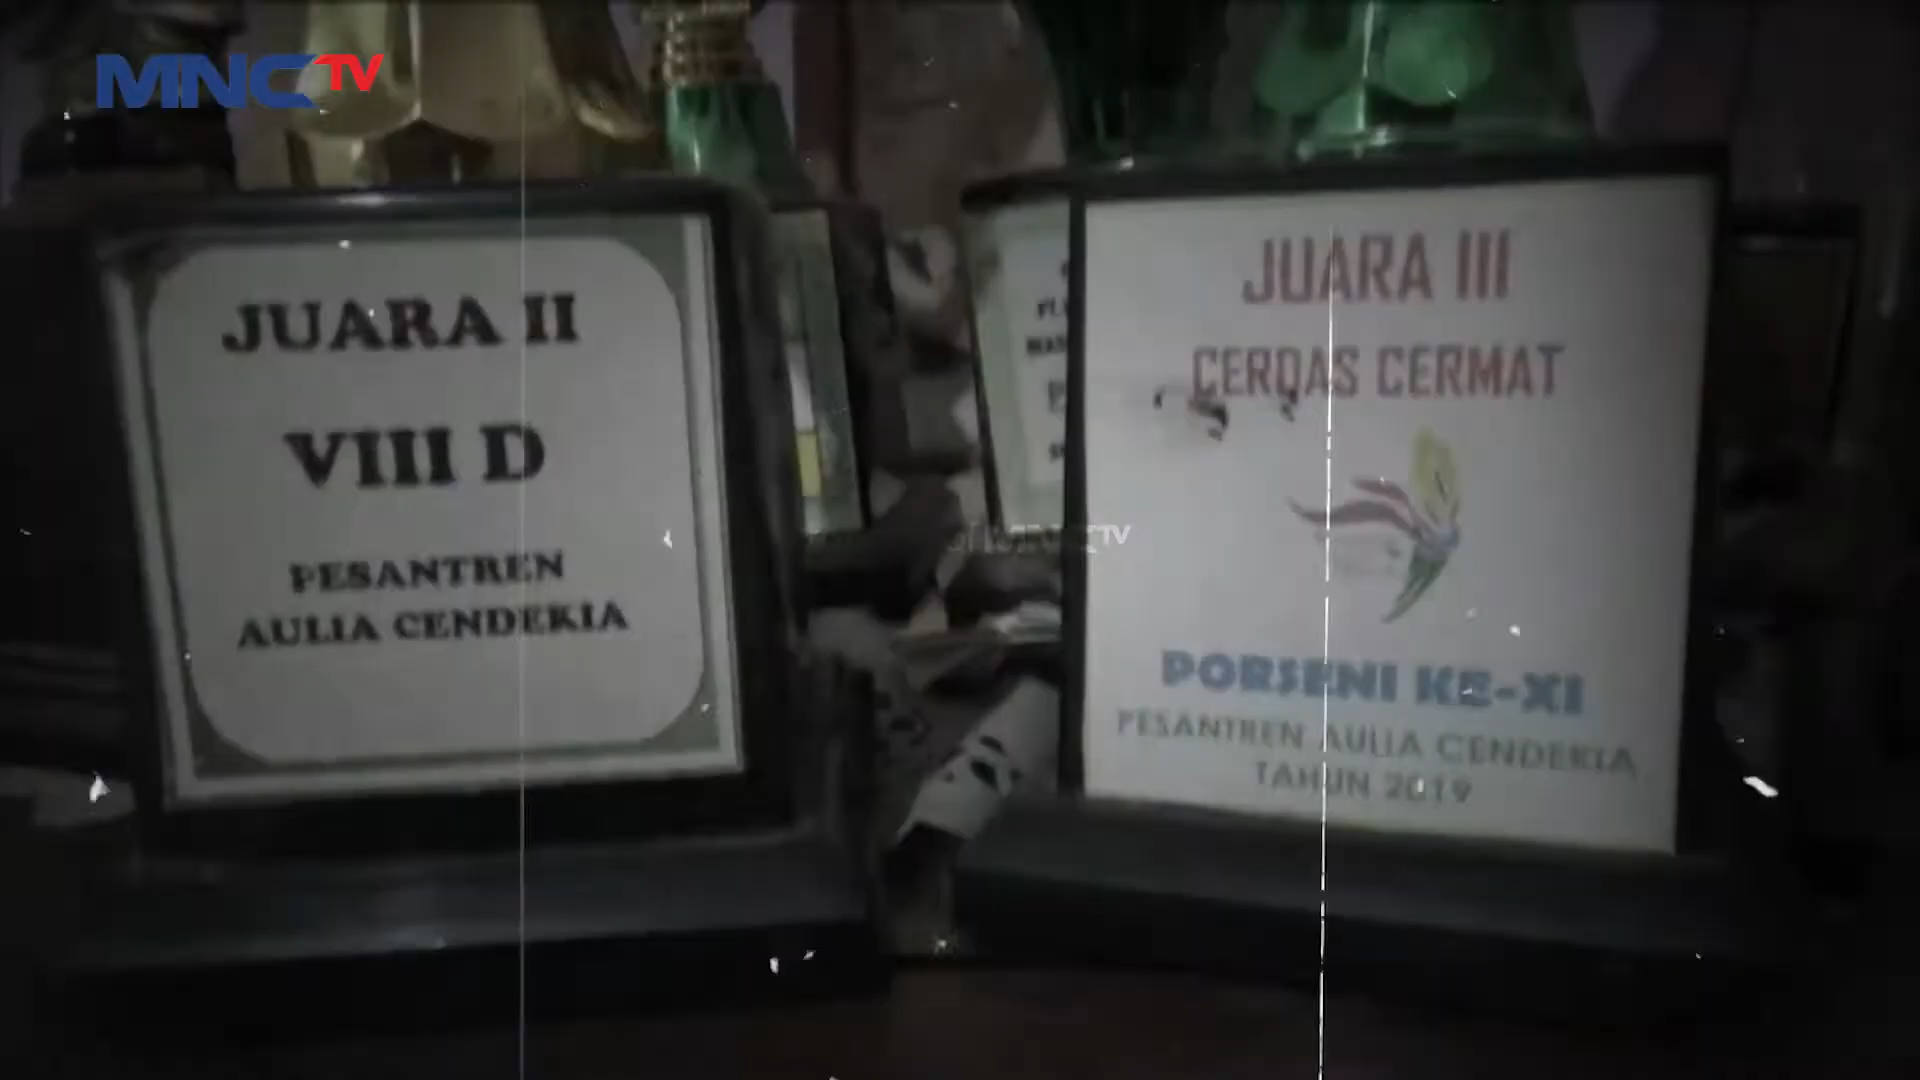 MNCTV
JUARA II
VIII D
PESANTREN
AULIA CENDEKIA
JUARA III
CERDAS CERMAT
PORSENI KE-XI
PESANTREN AULIA CENDEKIA
TAHUN 2019